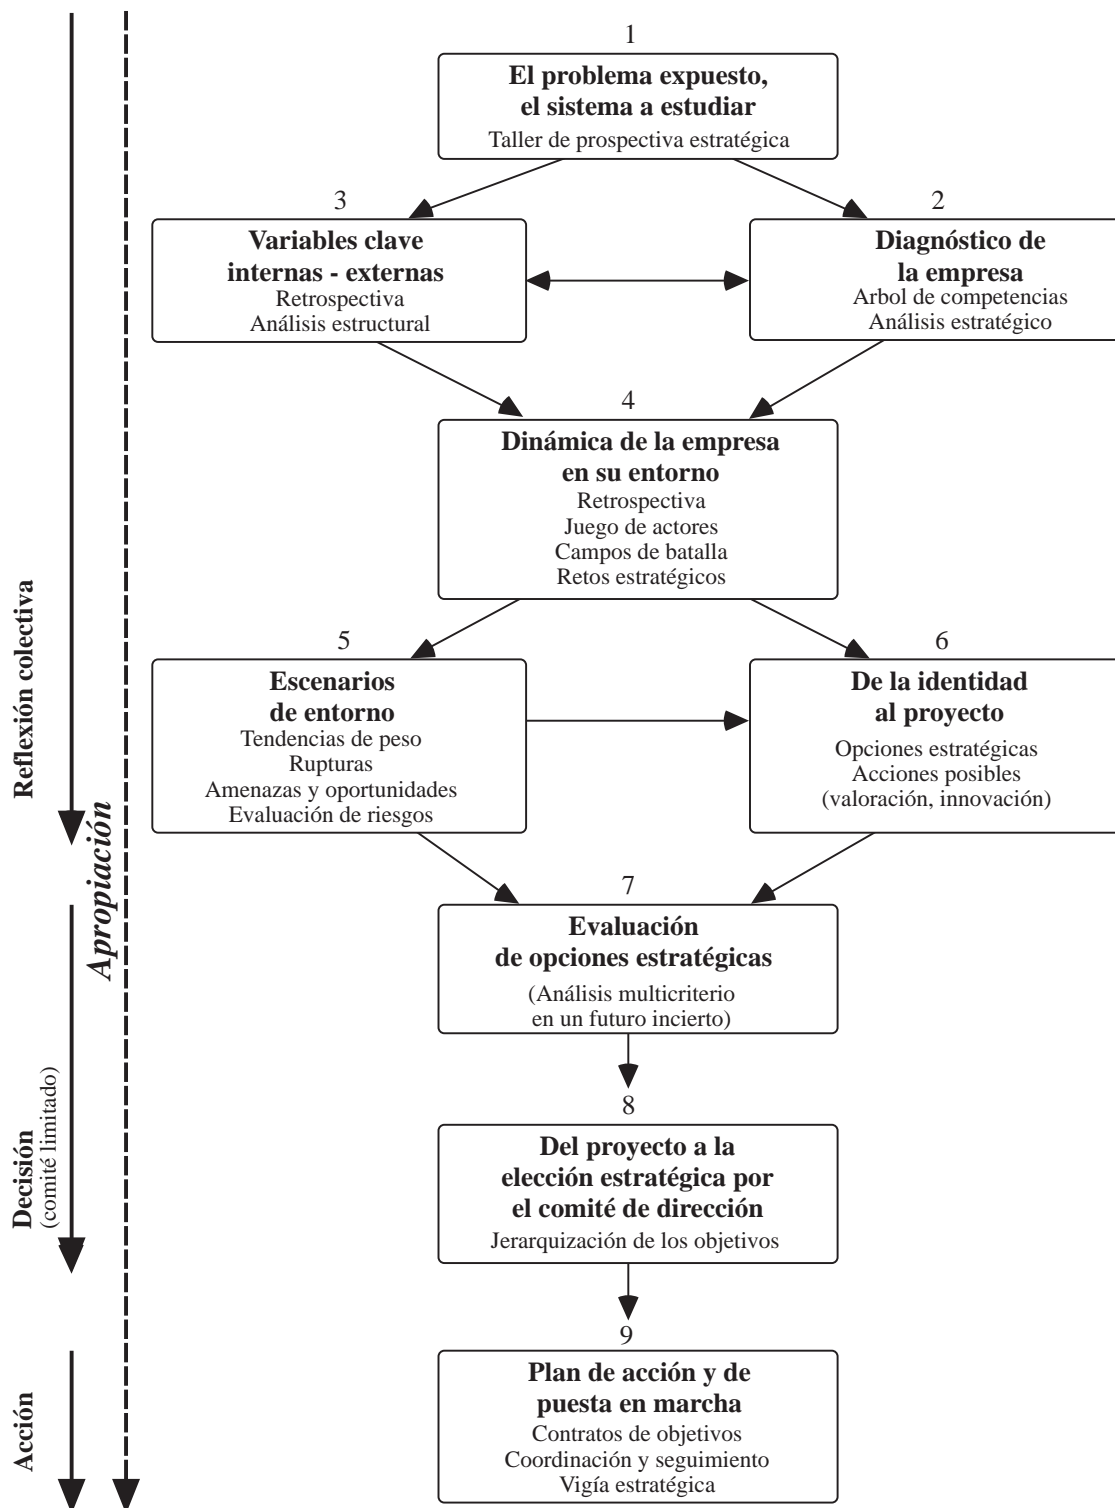 1
El problema expuesto,
el sistema a estudiar
Taller de prospectiva estratégica
3
Variables clave
internas - externas
Retrospectiva
Análisis estructural
2
Diagnóstico de
la empresa
Arbol de competencias
Análisis estratégico
4
Dinámica de la empresa
en su entorno
Retrospectiva
Juego de actores
Campos de batalla
Retos estratégicos
5
Escenarios
de entorno
Tendencias de peso
Rupturas
Amenazas y oportunidades
Evaluación de riesgos
6
De la identidad
al proyecto
Opciones estratégicas
Acciones posibles
(valoración, innovación)
7
Evaluación
de opciones estratégicas
(Análisis multicriterio
en un futuro incierto)
8
Del proyecto a la
elección estratégica por
el comité de dirección
Jerarquización de los objetivos
9
Plan de acción y de
puesta en marcha
Contratos de objetivos
Coordinación y seguimiento
Vigía estratégica
Reflexión colectiva
Apropiación
Decisión
(comité limitado)
Acción